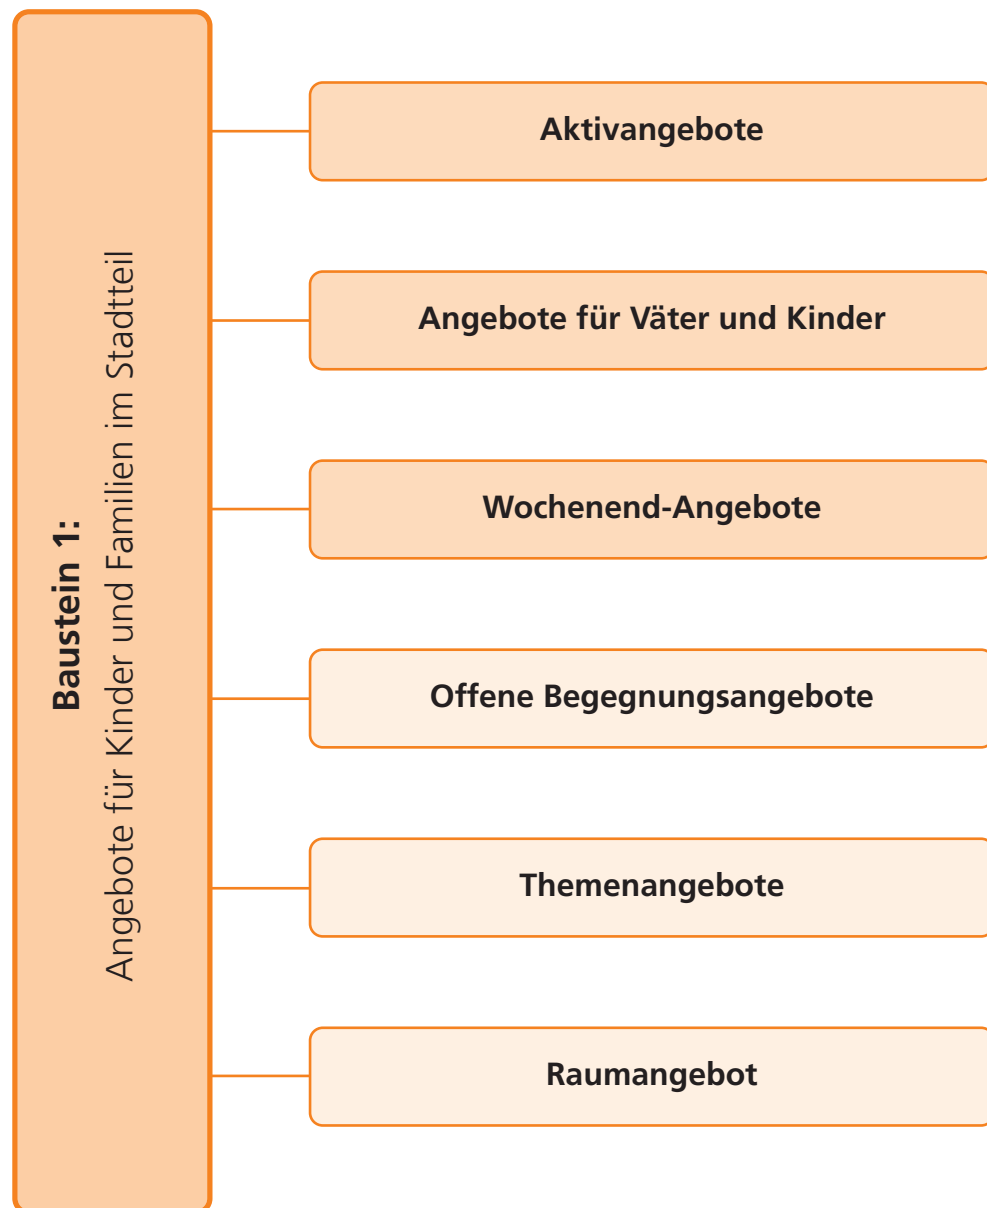 Baustein 1:
Angebote für Kinder und Familien im Stadtteil
Aktivangebote
Angebote für Väter und Kinder
Wochenend-Angebote
Offene Begegnungsangebote
Themenangebote
Raumangebot